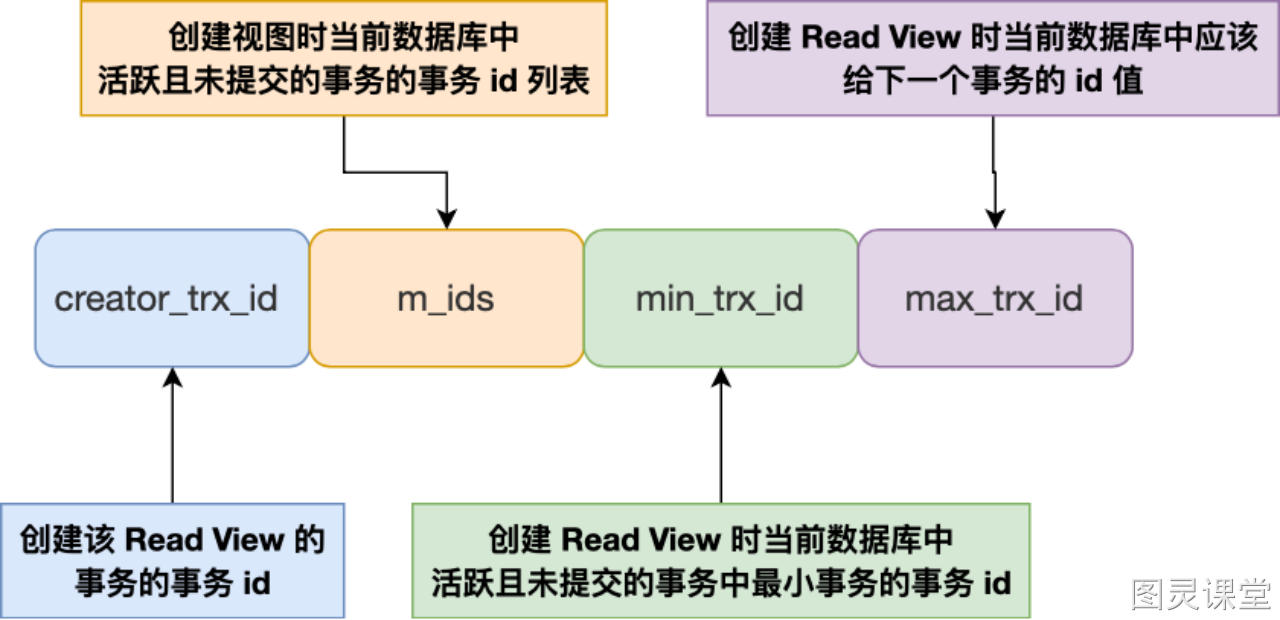 创建视图时当前数据库中
活跃且未提交的事务的事务 id 列表
创建 Read View 时当前数据库中应该
给下一个事务的 id 值
creator_trx_id
m_ids
min_trx_id
max_trx_id
创建该 Read View 的
事务的事务 id
创建 Read View 时当前数据库中
活跃且未提交的事务中最小事务的事务 id
图灵课堂